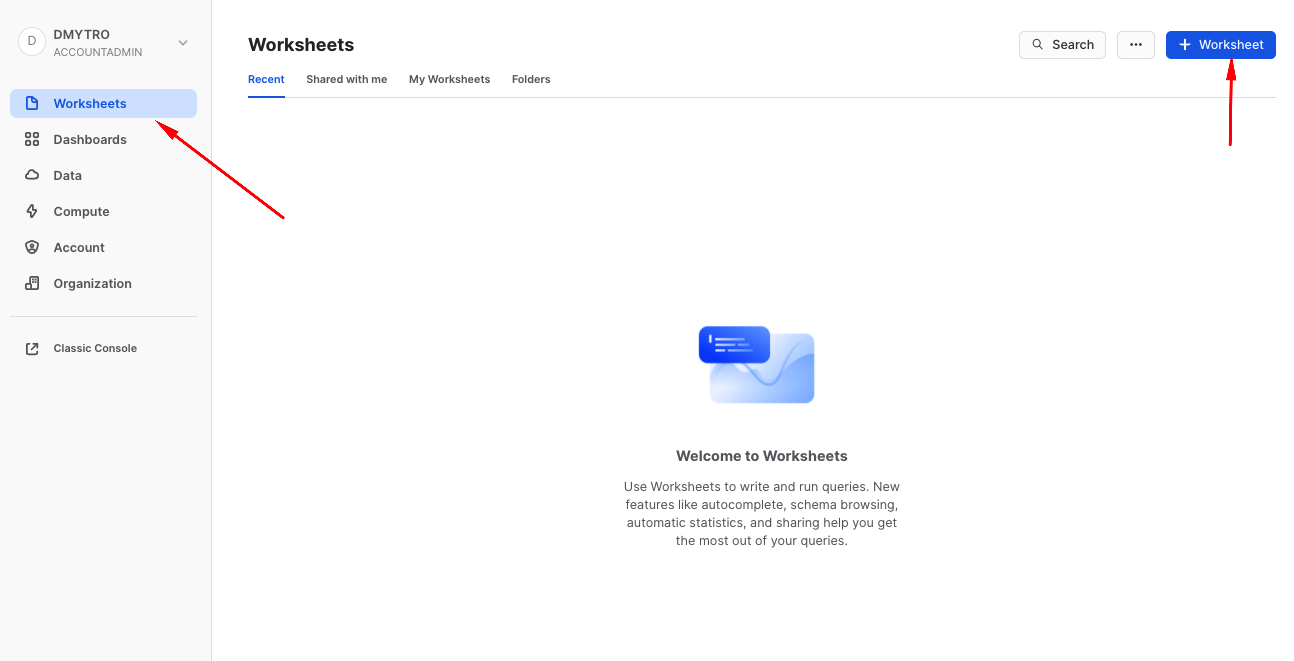 D
DMYTRO
ACCOUNTADMIN
Worksheets
Dashboards
Data
Compute
Account
Organization
Classic Console
Worksheets
Search
Worksheet
Recent
Shared with me
My Worksheets
Folders
Welcome to Worksheets
Use Worksheets to write and run queries. New
features like autocomplete, schema browsing,
automatic statistics, and sharing help you get
the most out of your queries.